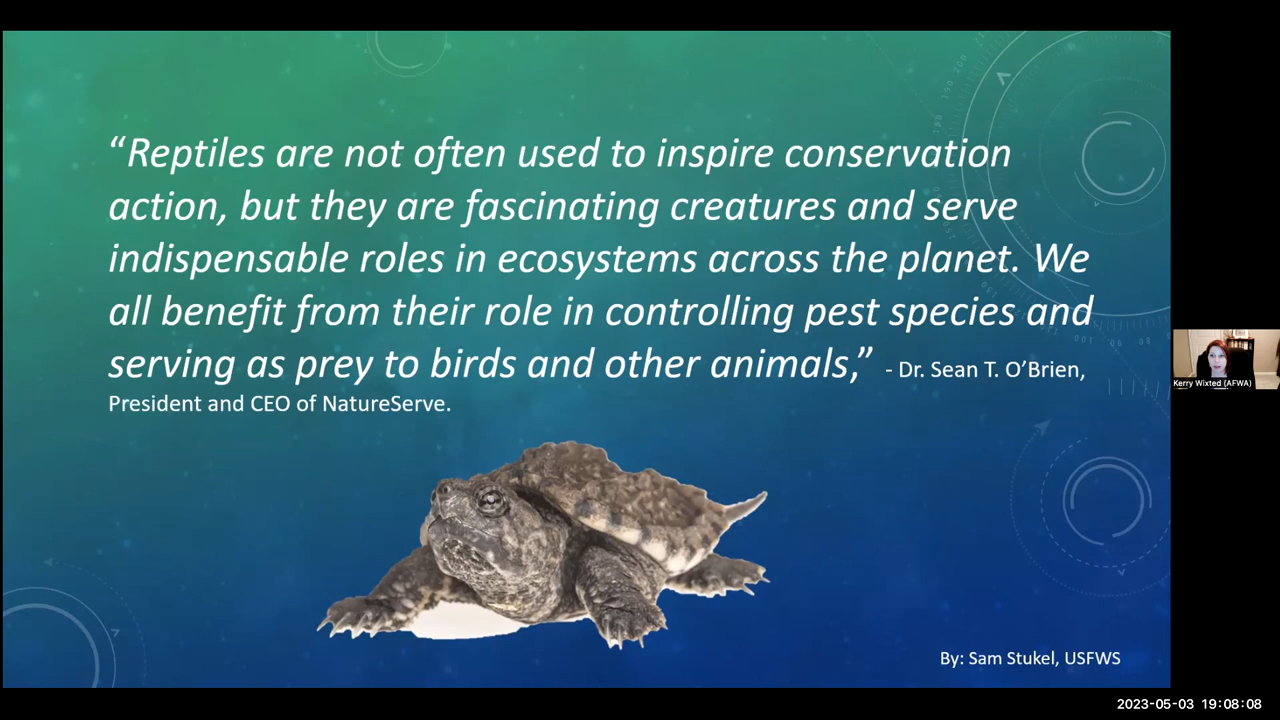 “Reptiles are not often used to inspire conservation
action, but they are fascinating creatures and serve
indispensable roles in ecosystems across the planet. We
all benefit from their role in controlling pest species and
serving as prey to birds and other animals,” - Dr. Sean T. O’Brien,
President and CEO of NatureServe.
Kerry Wixted (AFWA)
By: Sam Stukel, USFWS
2023-05-03 19:08:08